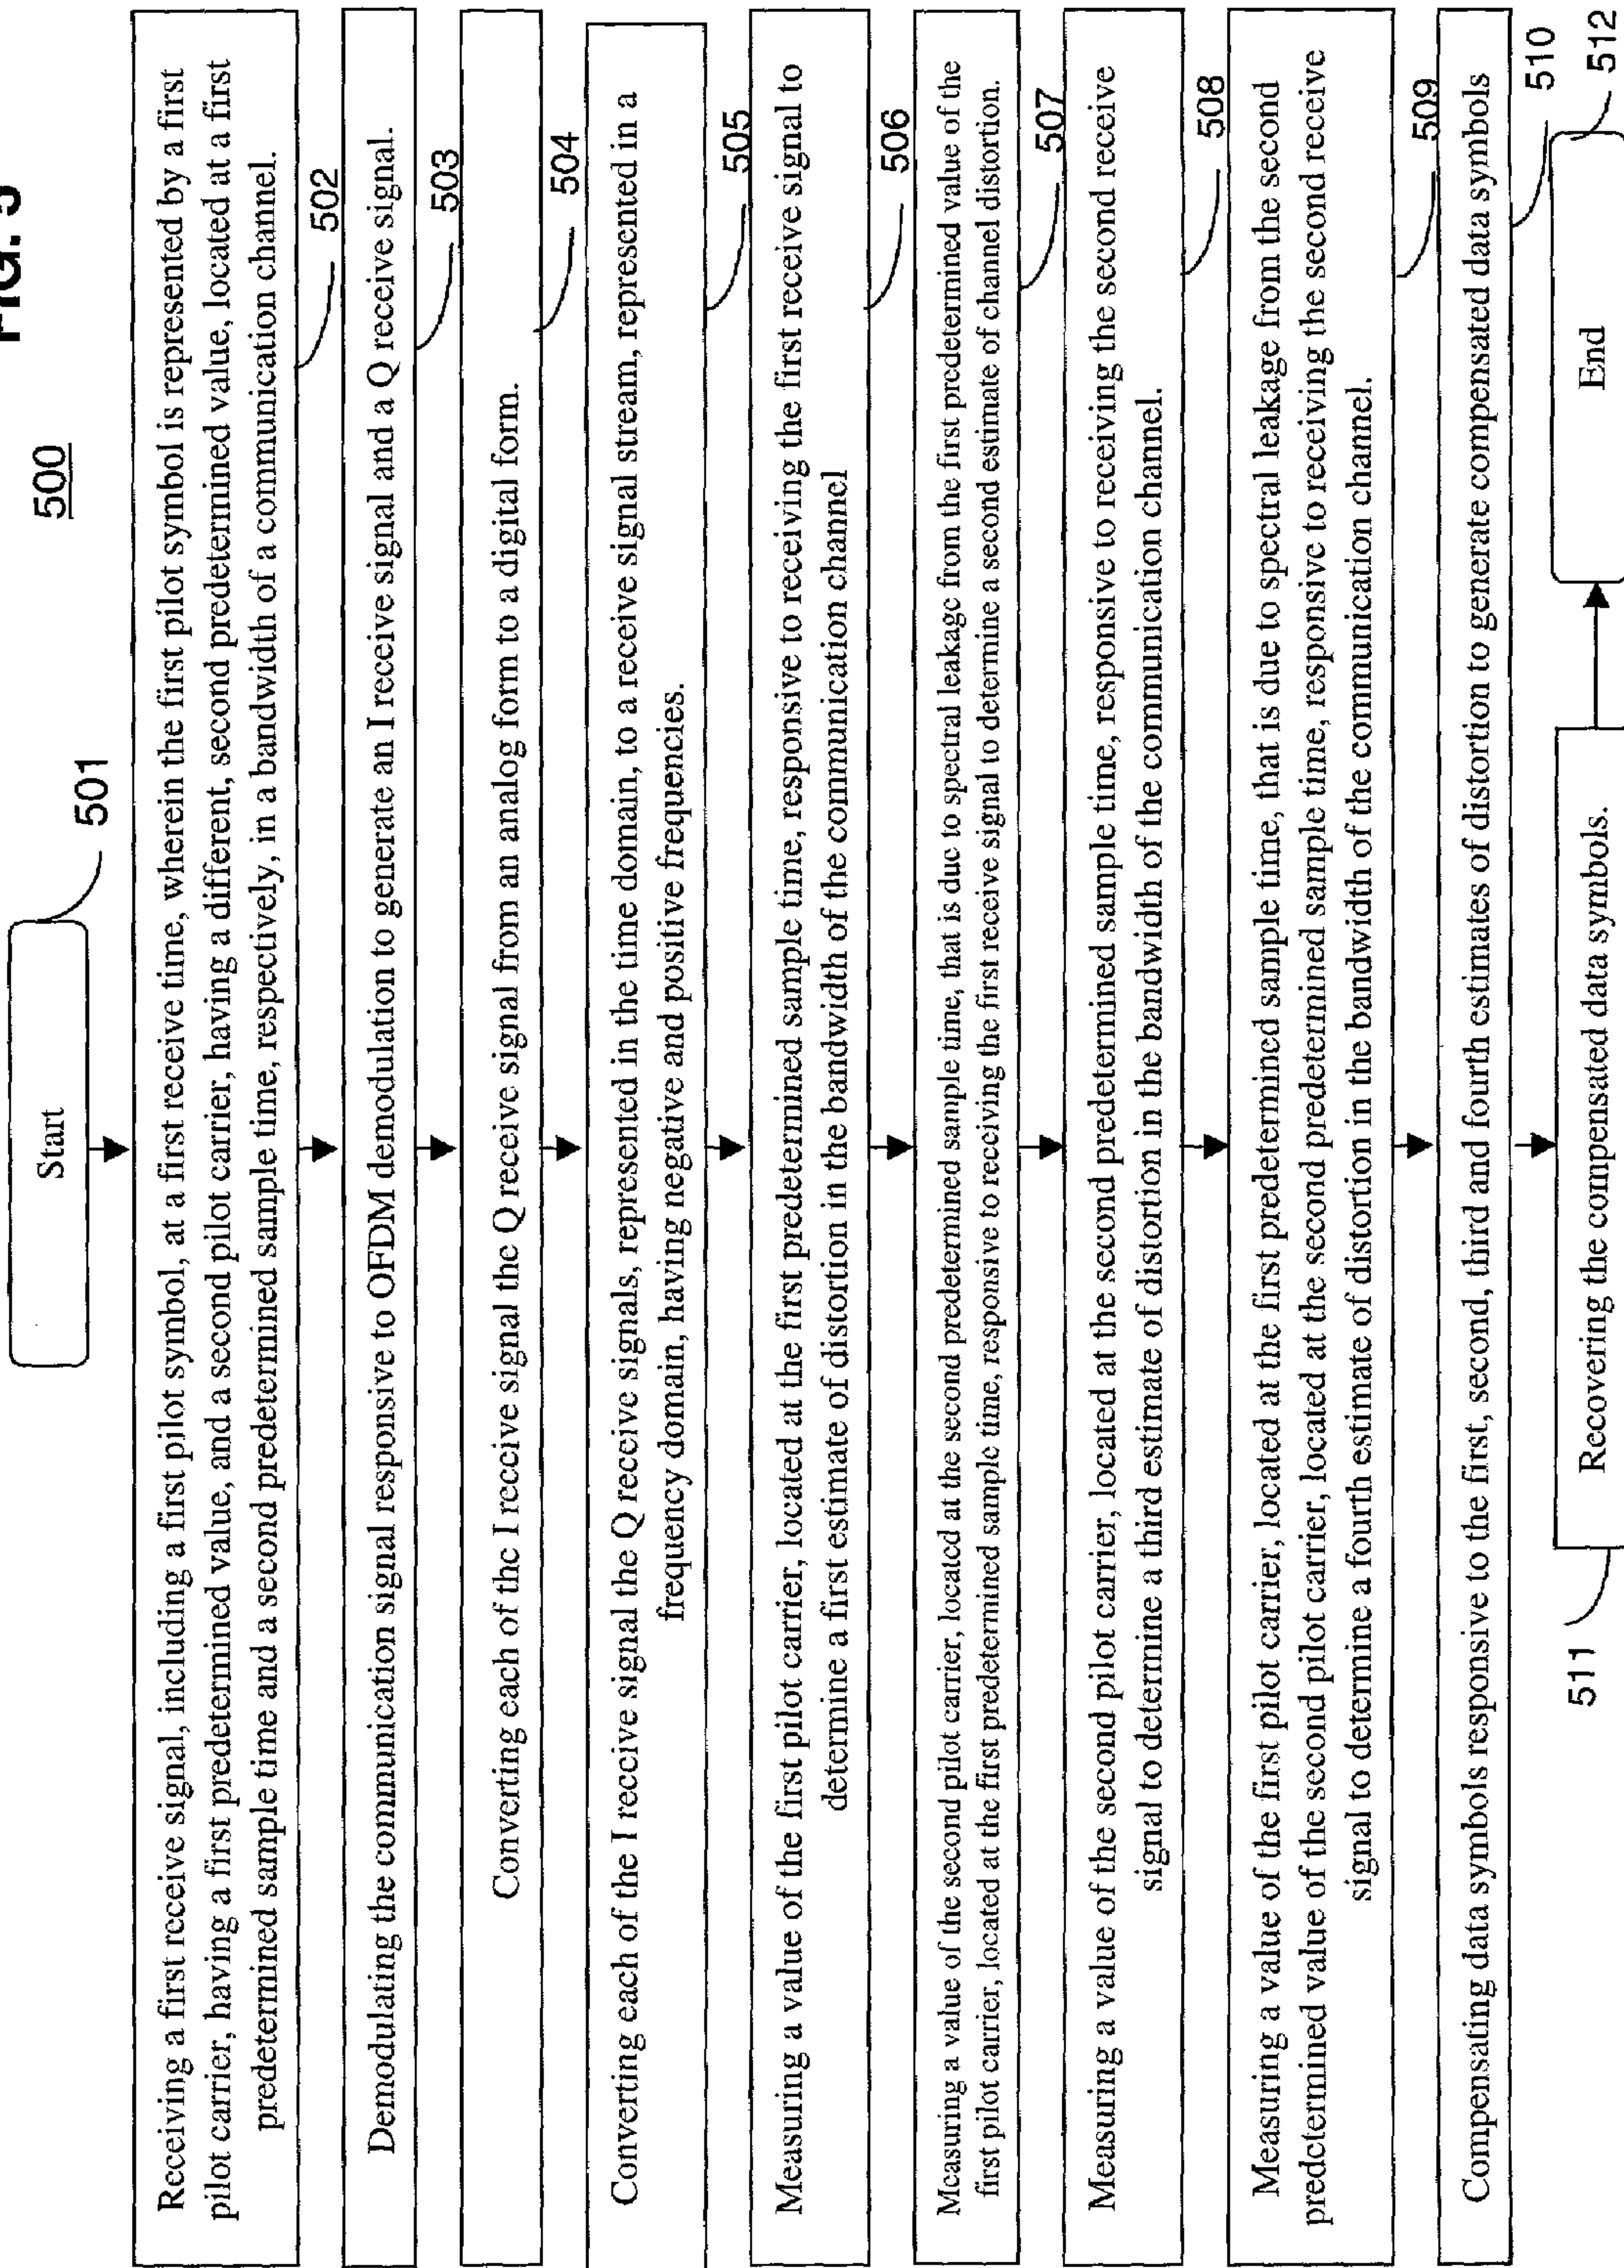 FIG. 5
500
Start
501
Receiving a first receive signal, including a first pilot symbol, at a first receive time, wherein the first pilot symbol is represented by a first
pilot carrier, having a first predetermined value, and a second pilot carrier, having a different, second predetermined value, located at a first
predetermined sample time and a second predetermined sample time, respectively, in a bandwidth of a communication channel.
502
Demodulating the communication signal responsive to OFDM demodulation to generate an I receive signal and a Q receive signal.
503
Converting each of the I receive signal the Q receive signal from an analog form to a digital form.
504
Converting each of the I receive signal the Q receive signals, represented in the time domain, to a receive signal stream, represented in a
frequency domain, having negative and positive frequencies.
505
Measuring a value of the first pilot carrier, located at the first predetermined sample time, responsive to receiving the first receive signal to
determine a first estimate of distortion in the bandwidth of the communication channel
506
Measuring a value of the second pilot carrier, located at the second predetermined sample time, that is due to spectral leakage from the first predetermined value of the
first pilot carrier, located at the first predetermined sample time, responsive to receiving the first receive signal to determine a second estimate of channel distortion.
507
Measuring a value of the second pilot carrier, located at the second predetermined sample time, responsive to receiving the second receive
signal to determine a third estimate of distortion in the bandwidth of the communication channel.
508
Measuring a value of the first pilot carrier, located at the first predetermined sample time, that is due to spectral leakage from the second
predetermined value of the second pilot carrier, located at the second predetermined sample time, responsive to receiving the second receive
signal to determine a fourth estimate of distortion in the bandwidth of the communication channel.
509
Compensating data symbols responsive to the first, second, third and fourth estimates of distortion to generate compensated data symbols
510
511
Recovering the compensated data symbols.
End
512